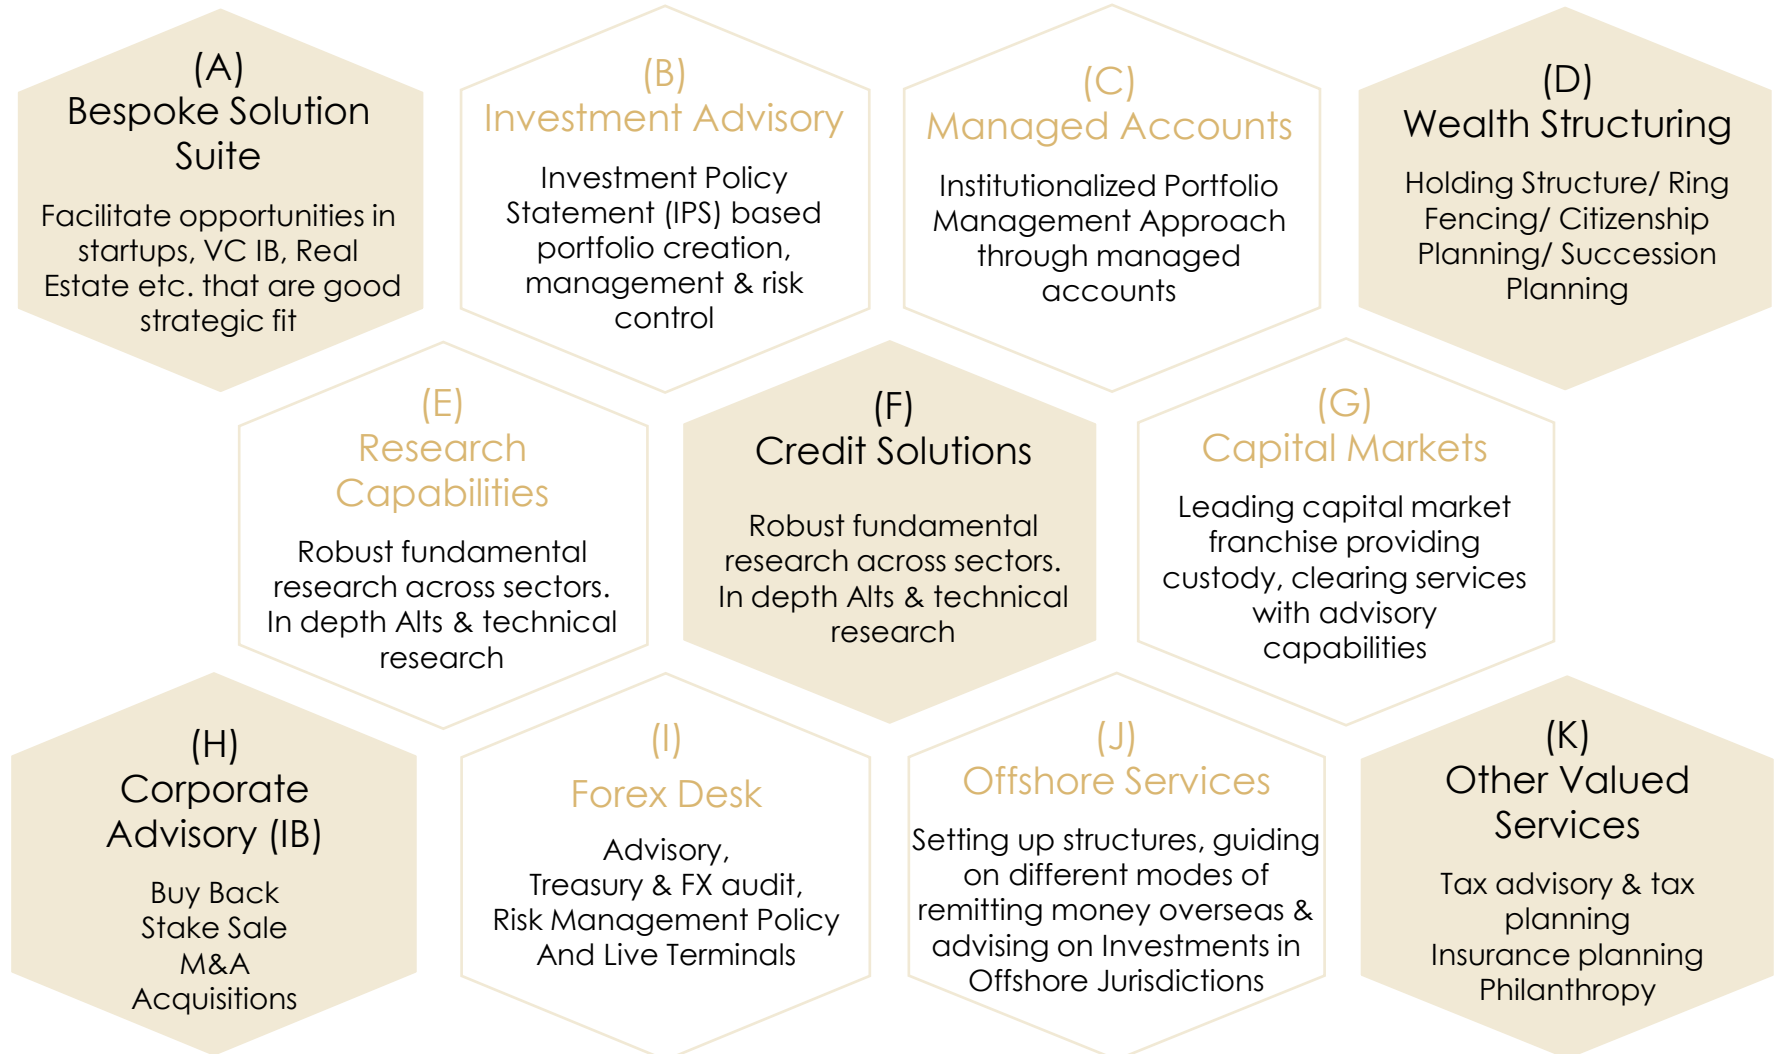 (A)
Bespoke Solution
Suite
Facilitate opportunities in
startups, VC IB, Real
Estate etc. that are good
strategic fit
(B)
Investment Advisory
Investment Policy
Statement (IPS) based
portfolio creation,
management & risk
control
(C)
Managed Accounts
Institutionalized Portfolio
Management Approach
through managed
accounts
(D)
Wealth Structuring
Holding Structure/ Ring
Fencing/ Citizenship
Planning/ Succession
Planning
(E)
Research
Capabilities
Robust fundamental
research across sectors.
In depth Alts & technical
research
(F)
Credit Solutions
Robust fundamental
research across sectors.
In depth Alts & technical
research
(G)
Capital Markets
Leading capital market
franchise providing
custody, clearing services
with advisory
capabilities
(H)
Corporate
Advisory (IB)
Buy Back
Stake Sale
M&A
Acquisitions
(I)
Forex Desk
Advisory,
Treasury & FX audit,
Risk Management Policy
And Live Terminals
(J)
Offshore Services
Setting up structures, guiding
on different modes of
remitting money overseas &
advising on Investments in
Offshore Jurisdictions
(K)
Other Valued
Services
Tax advisory & tax
planning
Insurance planning
Philanthropy